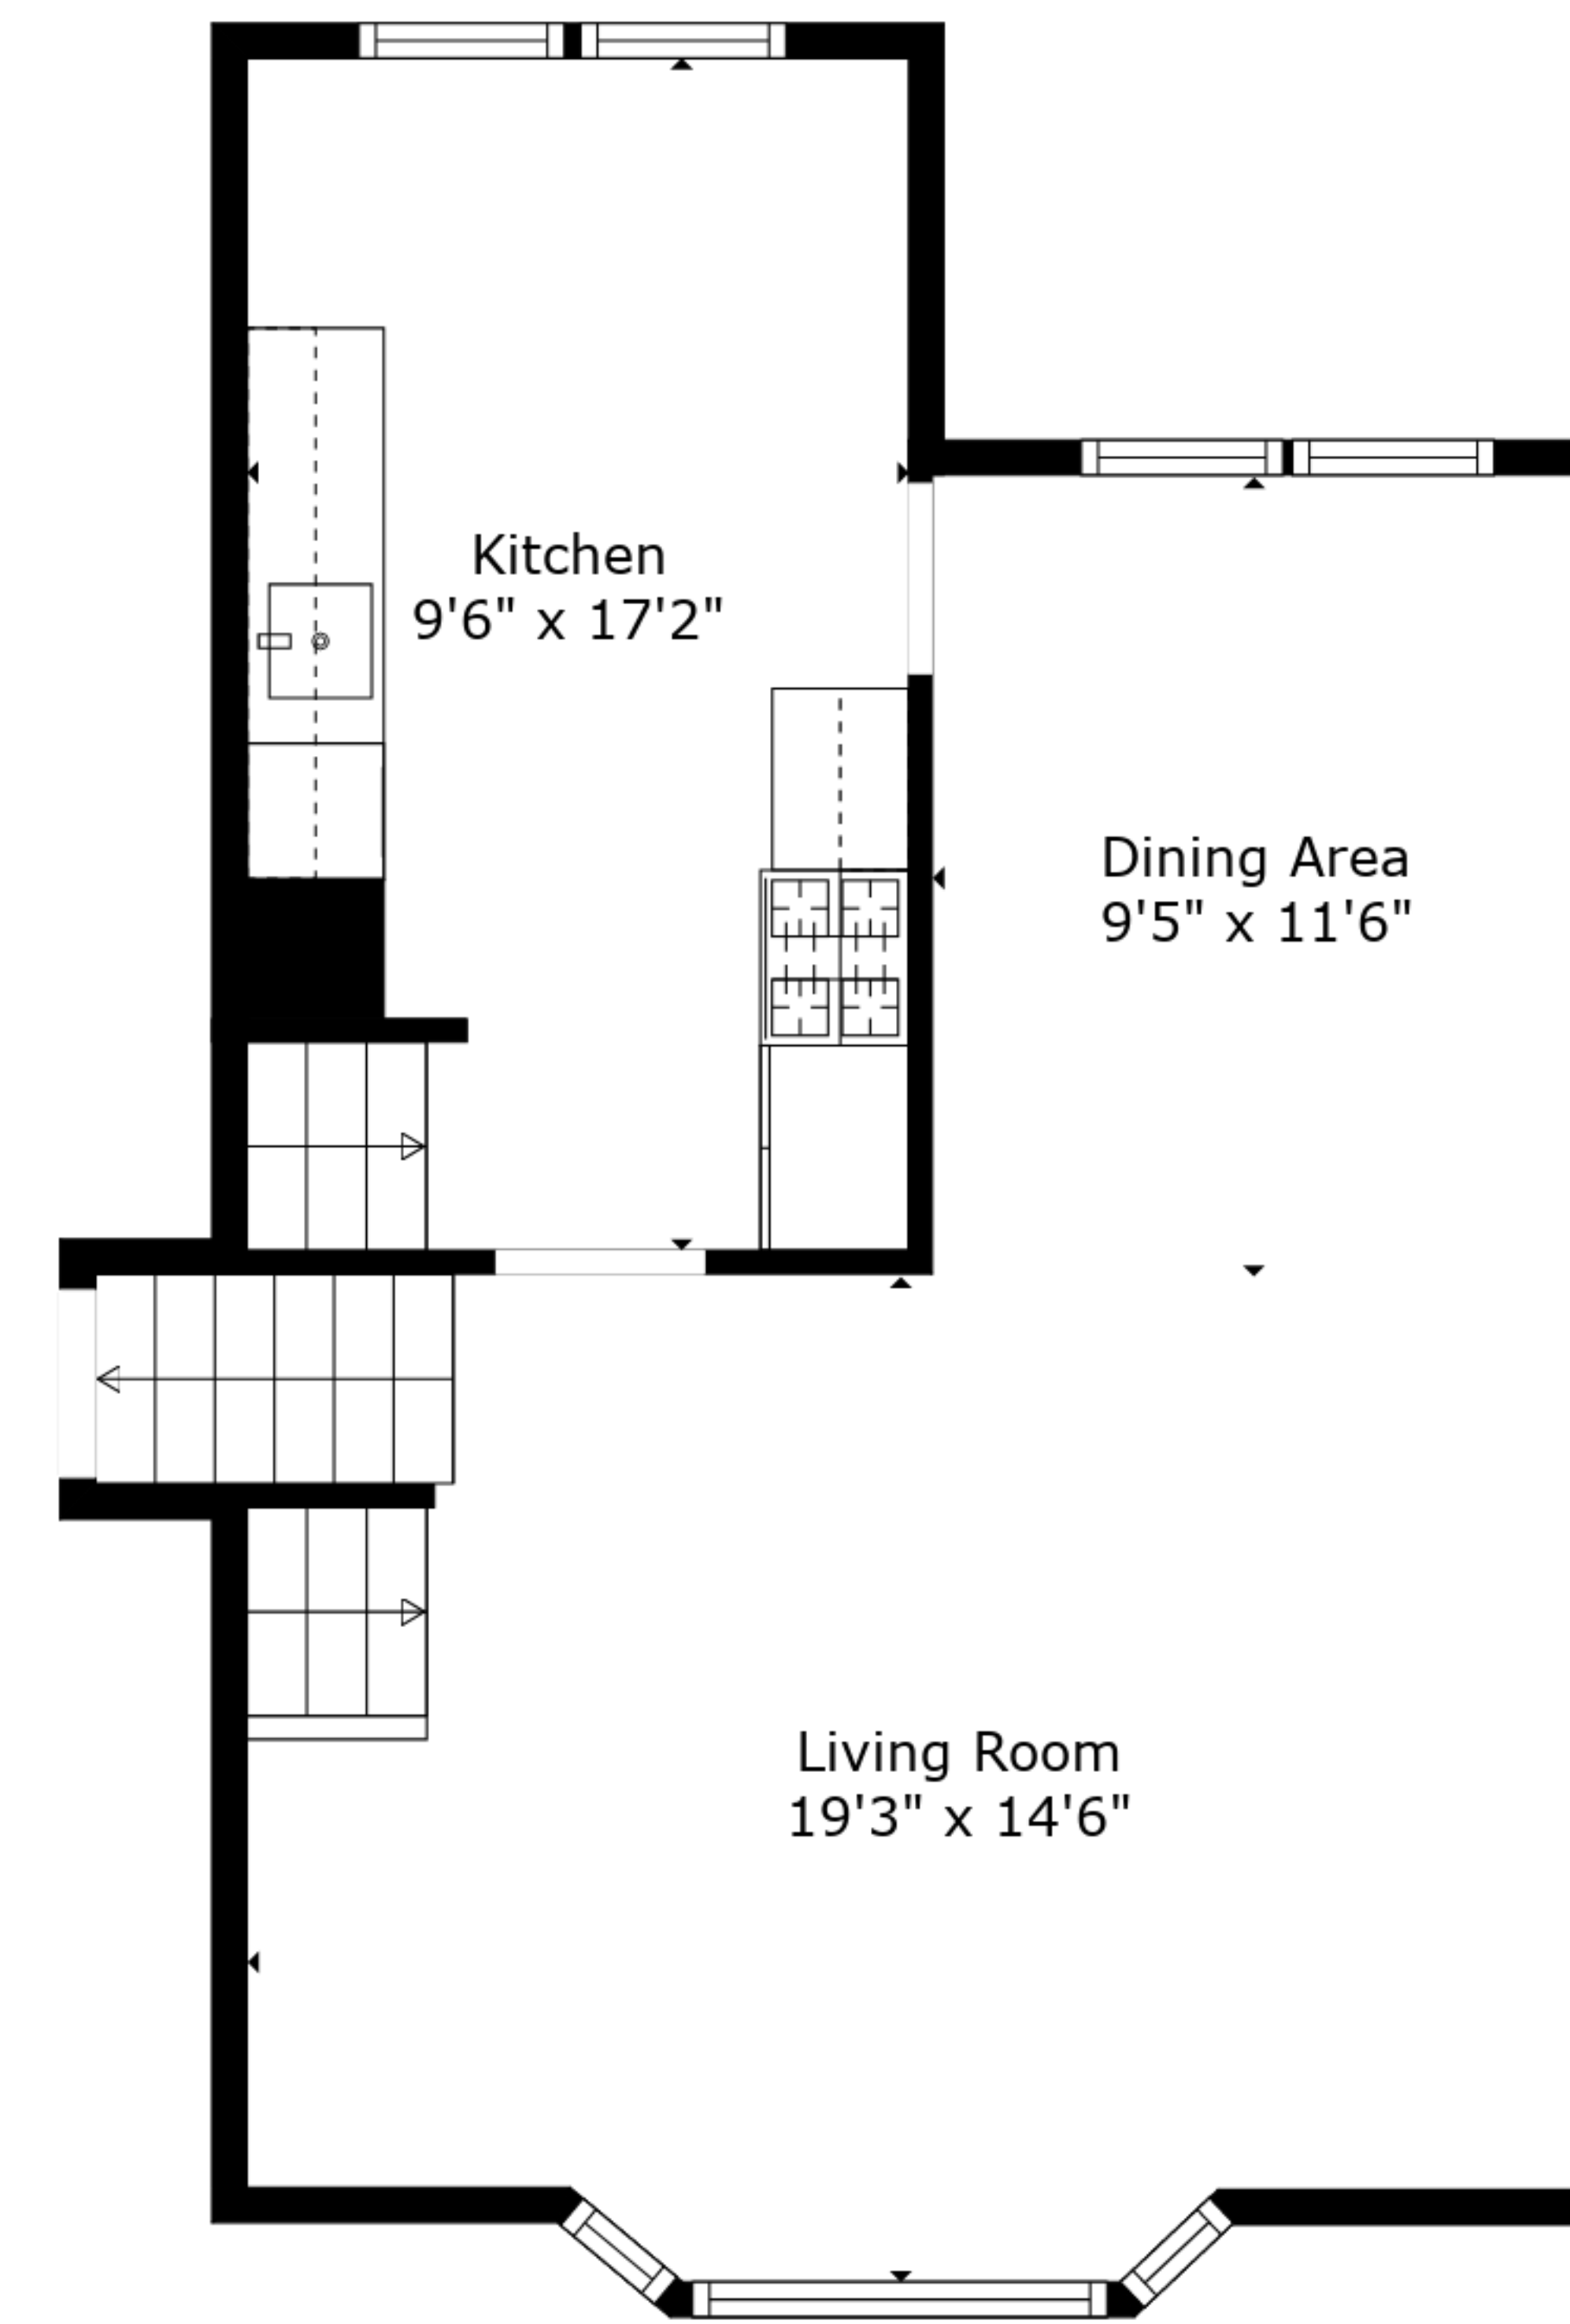 Kitchen
9'6" x 17'2"
Dining Area
9'5" x 11'6"
Living Room
19'3" x 14'6"